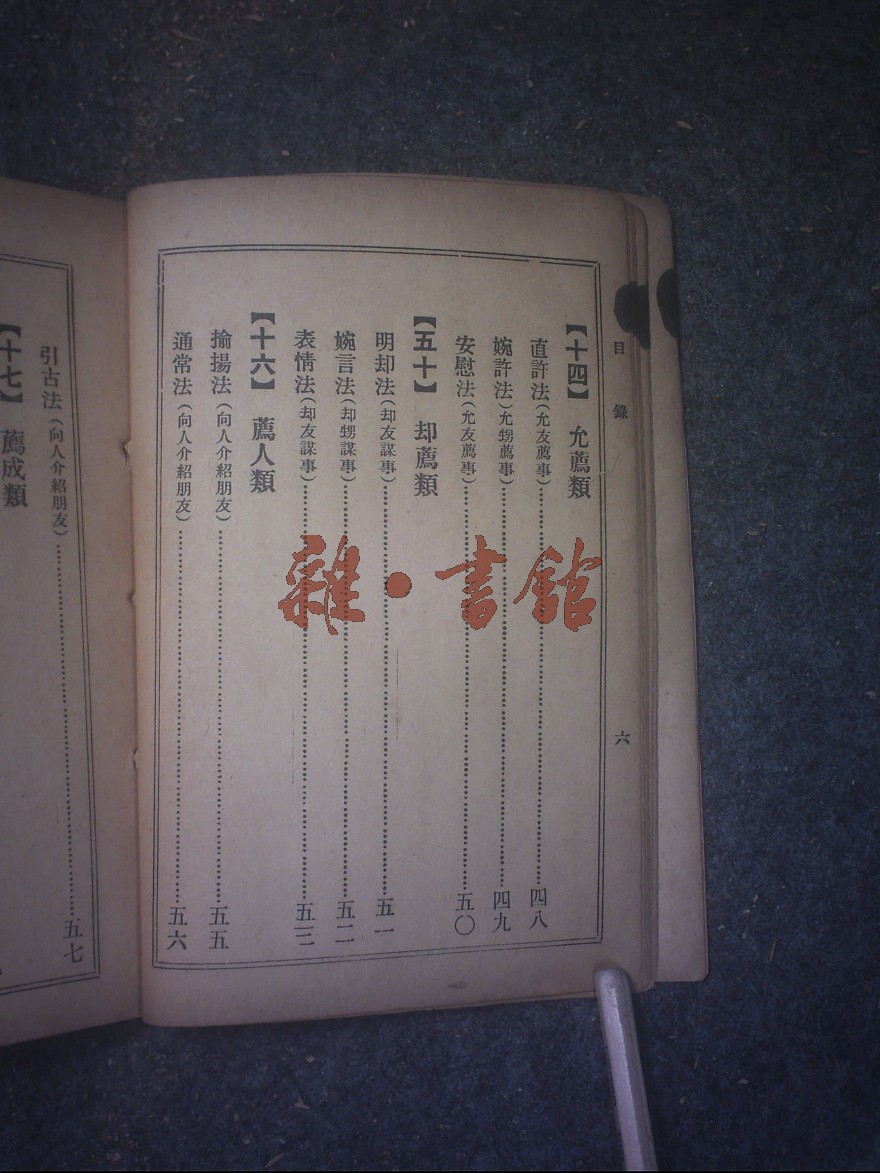 目錄
六
【十四】 允薦類
直許法（允友薦事）⋯⋯四八
婉許法（允甥薦事）⋯⋯四九
安慰法（允友薦事）⋯⋯五〇
【五十】 却薦類
明却法（却友謀事）⋯⋯五一
婉言法（却甥謀事）⋯⋯五二
表情法（却友謀事）⋯⋯五三
【十六】 薦人類
揄揚法（向人介紹朋友）⋯⋯五五
通常法（向人介紹朋友）⋯⋯五六
引古法（向人介紹朋友）⋯⋯五七
【十七】 薦成類
雜·書館